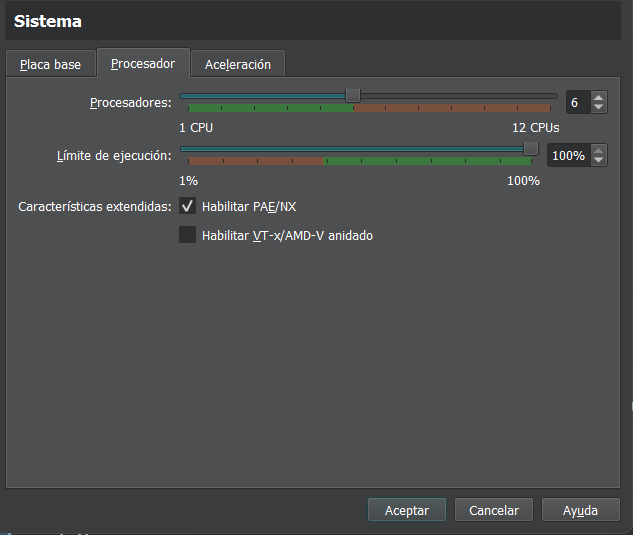 Sistema
Placa base Procesador Aceleración
Procesadores: 6
1 CPU 12 CPUs
Límite de ejecución: 100%
1% 100%
Características extendidas: Habilitar PAE/NX
Habilitar VT-x/AMD-V anidado
Aceptar Cancelar Ayuda